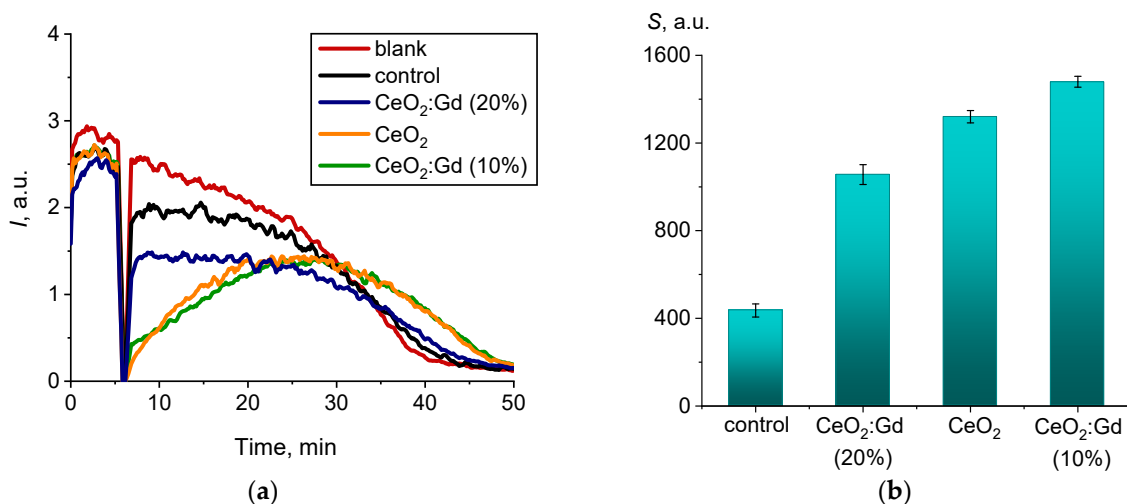 4
3
2
1
0
I, a.u.
blank
control
CeO₂:Gd (20%)
CeO₂
CeO₂:Gd (10%)
0 10 20 30 40 50
Time, min
(a)
S, a.u.
1600
1200
800
400
0
control CeO₂:Gd CeO₂ CeO₂:Gd
(20%) (10%)
(b)